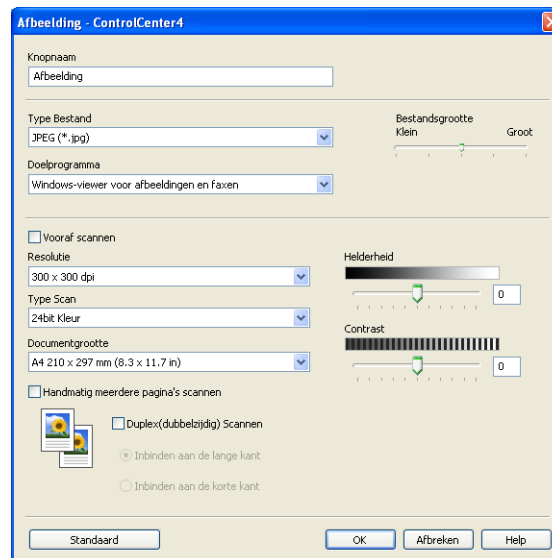 Afbeelding - ControlCenter4
Knopnaam
Afbeelding
Type Bestand
JPEG (*.jpg)
Bestandsgrootte
Klein Groot
Doelprogramma
Windows-viewer voor afbeeldingen en faxen
Vooraf scannen
Resolutie
300 x 300 dpi
Helderheid
0
Type Scan
24bit Kleur
Contrast
0
Documentgrootte
A4 210 x 297 mm (8.3 x 11.7 in)
Handmatig meerdere pagina's scannen
Duplex(dubbelzijdig) Scannen
Inbinden aan de lange kant
Inbinden aan de korte kant
Standaard OK Afbreken Help